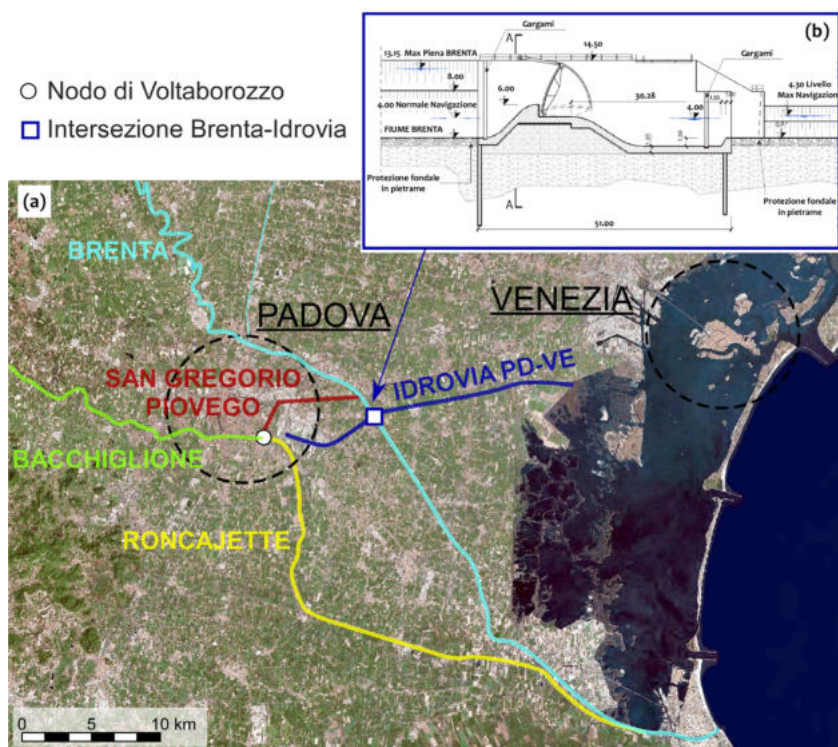 Nodo di Voltaborozzo
Intersezione Brenta-Idrovia
(b)
Gargami
A
13.15 Max Piena BRENTA
14.50
Gargami
8.00
6.00
30.28
4.00
4.30 Livello
Max Navigazion
4.00 Normale Navigazione
FIUME BRENTA
Protezione fondale
in pietrame
A
Protezione fondale
in pietrame
51.00
(a)
BRENTA
PADOVA
VENEZIA
SAN GREGORIO
PIOVEGO
IDROVIA PD-VE
BACCHIGLIONE
RONCAJETTE
0 5 10 km